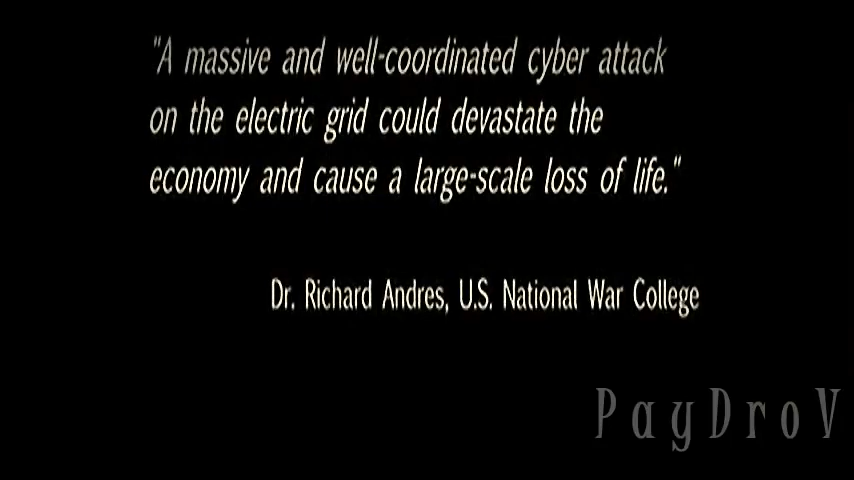 "A massive and well-coordinated cyber attack
on the electric grid could devastate the
economy and cause a large-scale loss of life."
Dr. Richard Andres, U.S. National War College
PayDroV